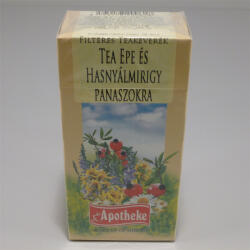 Filteres Teakeverék
Tea Epe és
Hasnyálmirigy
panaszokra
Apotheke